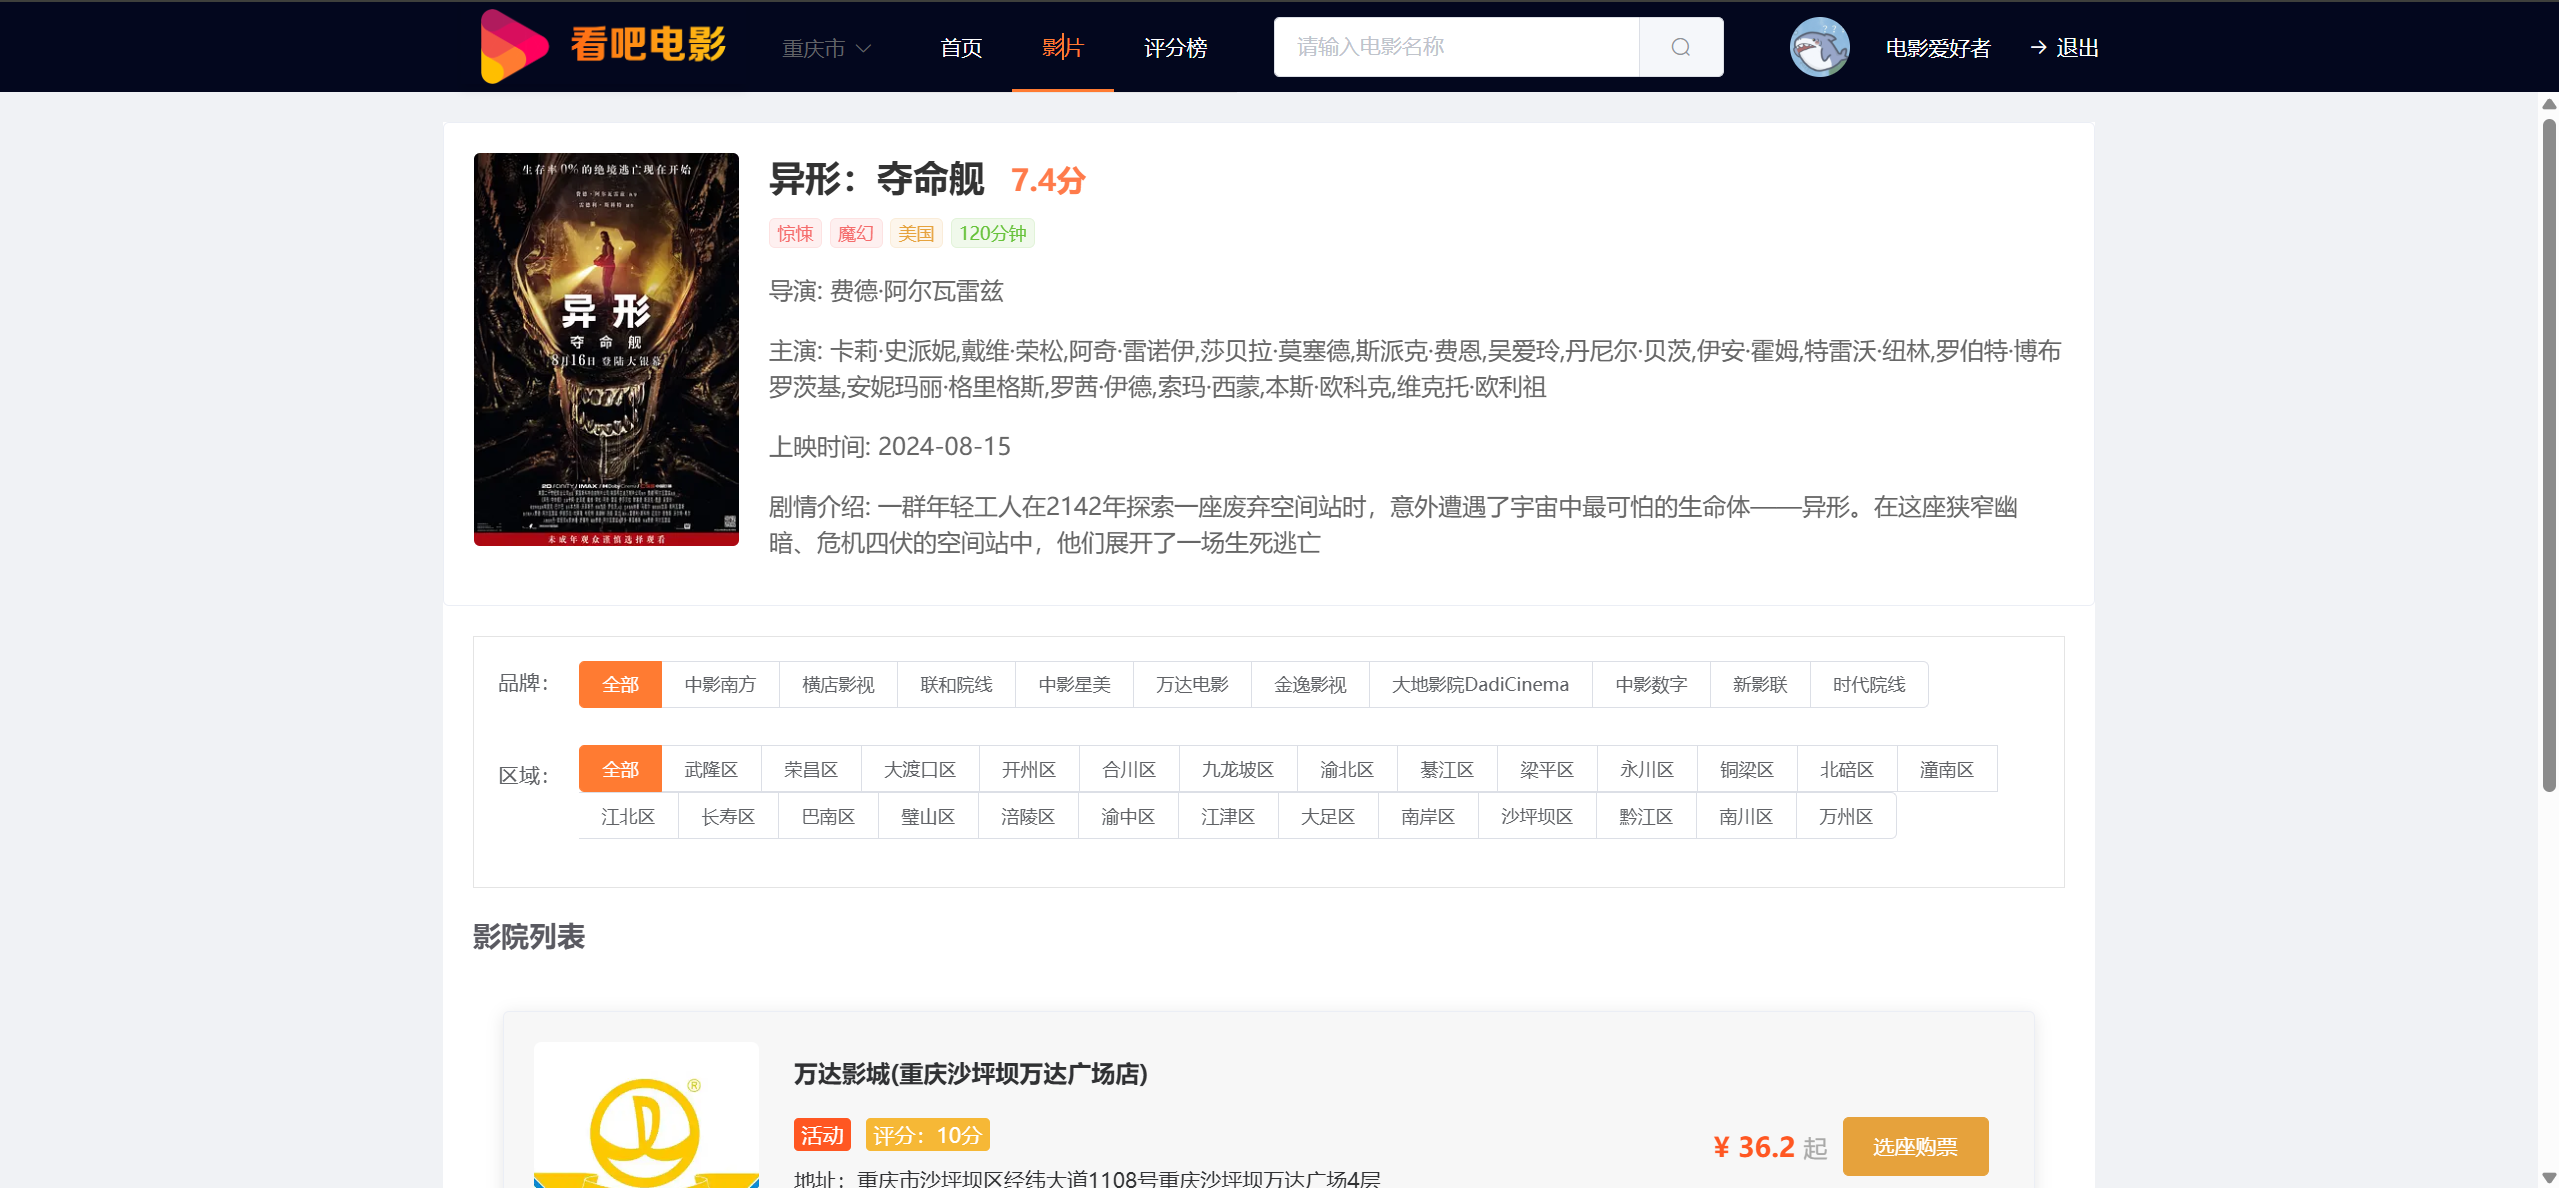 看吧电影
重庆市
首页
影片
评分榜
请输入电影名称
电影爱好者
退出
生存率0%的绝境逃亡现在开始
异形
夺命舰
8月16日 登陆大银幕
未成年观众谨慎选择观看
异形：夺命舰 7.4分
惊悚 魔幻 美国 120分钟
导演: 费德·阿尔瓦雷兹
主演: 卡莉·史派妮,戴维·荣松,阿奇·雷诺伊,莎贝拉·莫塞德,斯派克·费恩,吴爱玲,丹尼尔·贝茨,伊安·霍姆,特雷沃·纽林,罗伯特·博布
罗茨基,安妮玛丽·格里格斯,罗茜·伊德,索玛·西蒙,本斯·欧科克,维克托·欧利祖
上映时间: 2024-08-15
剧情介绍: 一群年轻工人在2142年探索一座废弃空间站时，意外遭遇了宇宙中最可怕的生命体——异形。在这座狭窄幽
暗、危机四伏的空间站中，他们展开了一场生死逃亡
品牌： 全部 中影南方 横店影视 联和院线 中影星美 万达电影 金逸影视 大地影院DadiCinema 中影数字 新影联 时代院线
区域： 全部 武隆区 荣昌区 大渡口区 开州区 合川区 九龙坡区 渝北区 綦江区 梁平区 永川区 铜梁区 北碚区 潼南区
江北区 长寿区 巴南区 璧山区 涪陵区 渝中区 江津区 大足区 南岸区 沙坪坝区 黔江区 南川区 万州区
影院列表
万达影城(重庆沙坪坝万达广场店)
活动 评分：10分
¥ 36.2 起
选座购票
地址：重庆市沙坪坝区经纬大道1108号重庆沙坪坝万达广场4层